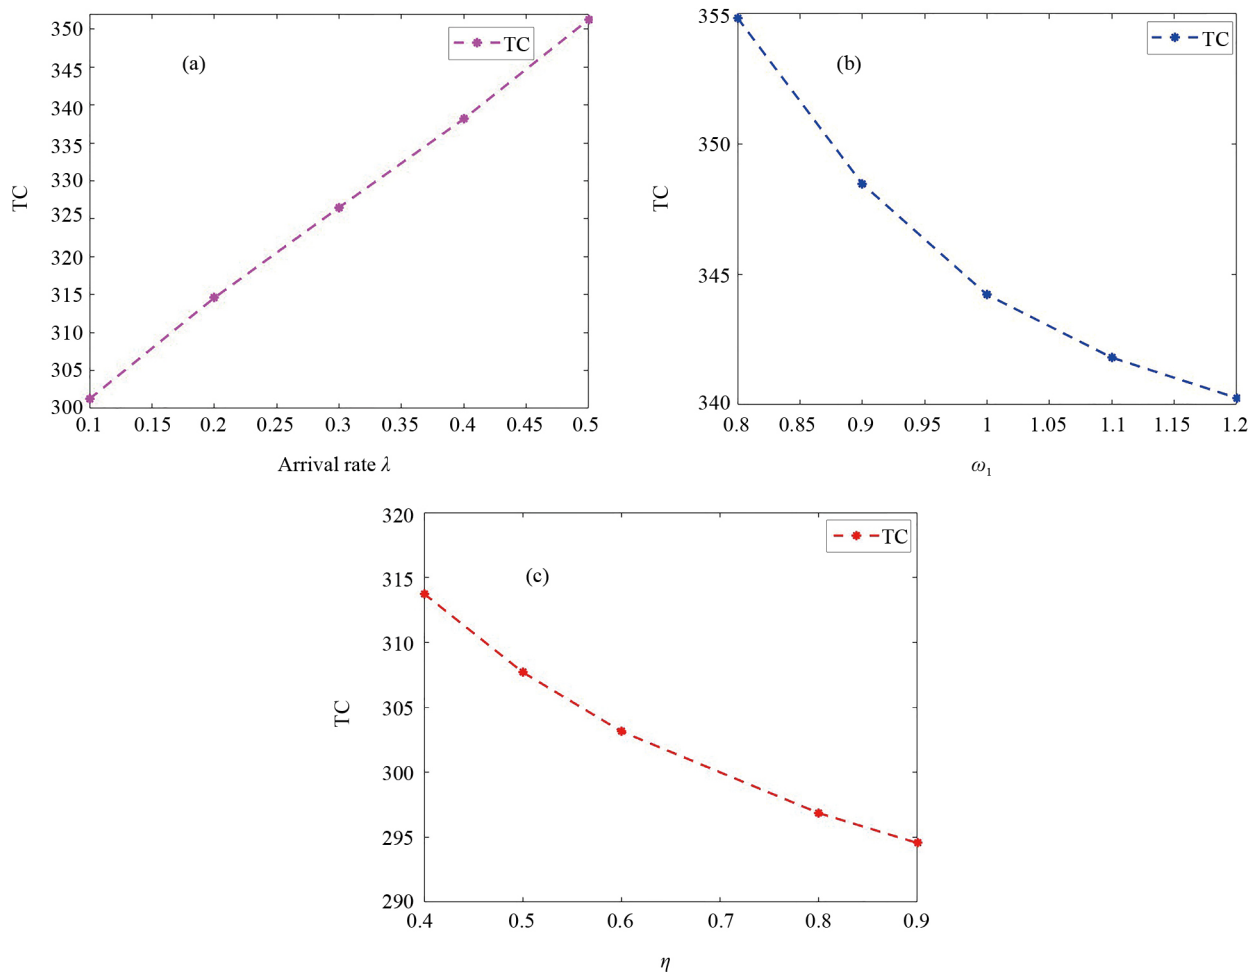 350
345
340
335
330
325
320
315
310
305
300
TC
(a)
TC
0.1 0.15 0.2 0.25 0.3 0.35 0.4 0.45 0.5
Arrival rate λ
355
350
345
340
TC
(b)
TC
0.8 0.85 0.9 0.95 1 1.05 1.1 1.15 1.2
ω₁
320
315
310
305
300
295
290
TC
(c)
TC
0.4 0.5 0.6 0.7 0.8 0.9
η